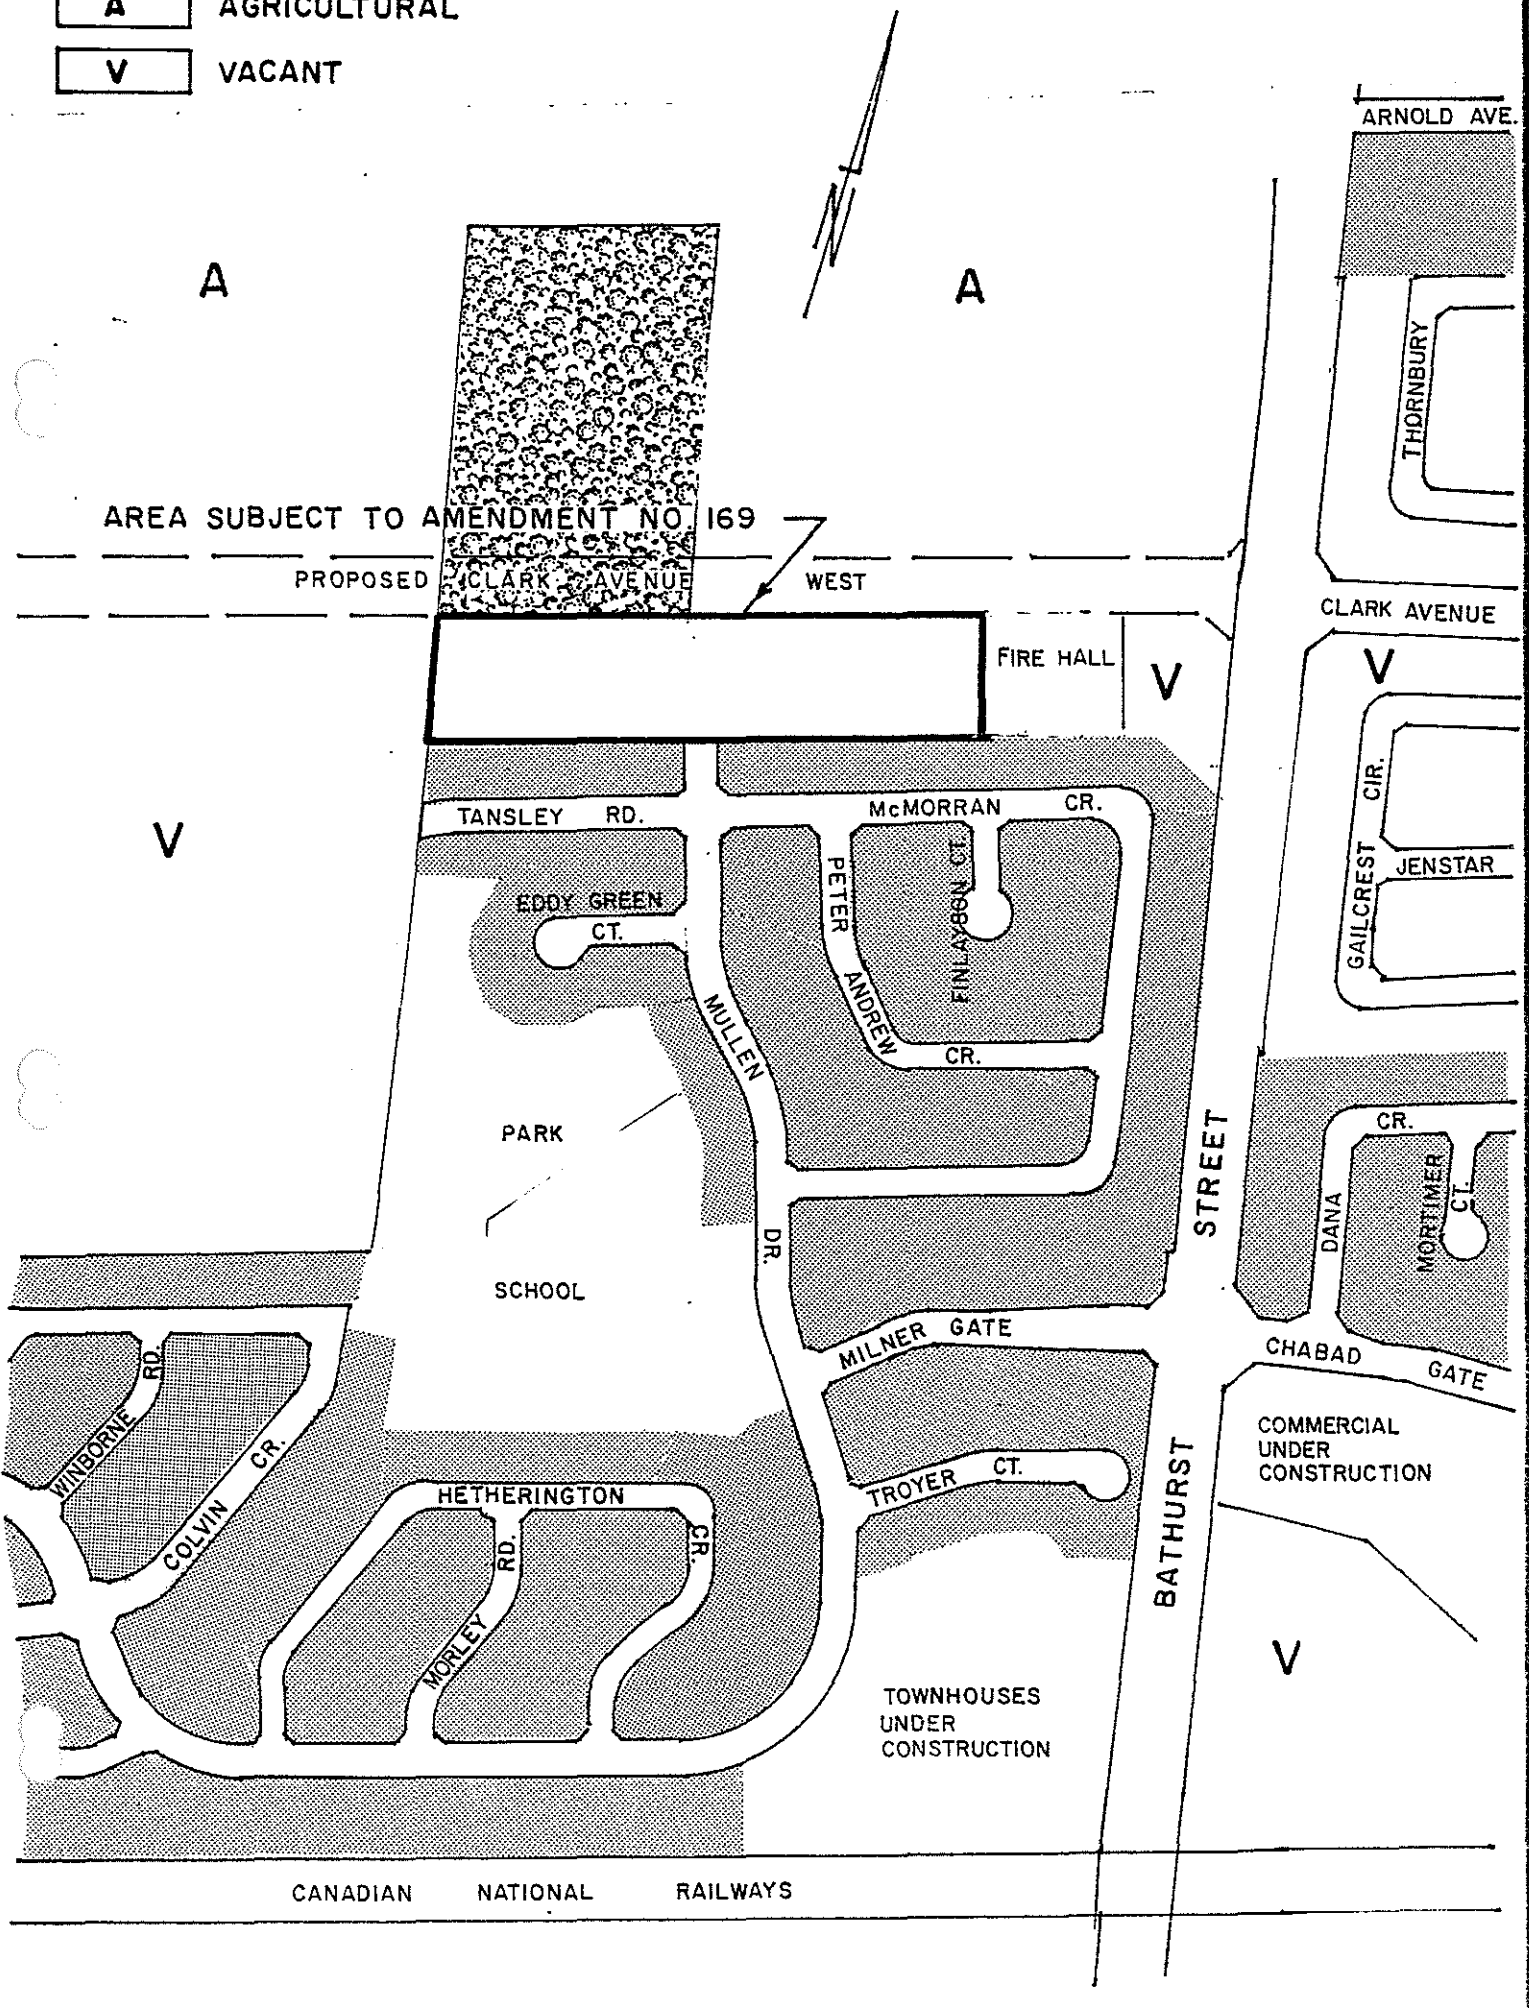 A AGRICULTURAL
V VACANT
ARNOLD AVE.
N
A
A
THORNBURY
AREA SUBJECT TO AMENDMENT NO. 169
PROPOSED CLARK AVENUE WEST
CLARK AVENUE
FIRE HALL
V
V
TANSLEY RD.
McMORRAN CR.
GAILCREST CIR.
JENSTAR
V
PETER ANDREW CR.
FINLAYSON CT.
EDDY GREEN
CT.
MULLEN DR.
PARK
SCHOOL
STREET
CR.
DANA
MORTIMER CT.
MILNER GATE
CHABAD GATE
WINBORNE RD.
COLVIN CR.
HETHERINGTON CR.
MORLEY RD.
TROYER CT.
BATHURST
COMMERCIAL
UNDER
CONSTRUCTION
V
TOWNHOUSES
UNDER
CONSTRUCTION
CANADIAN NATIONAL RAILWAYS